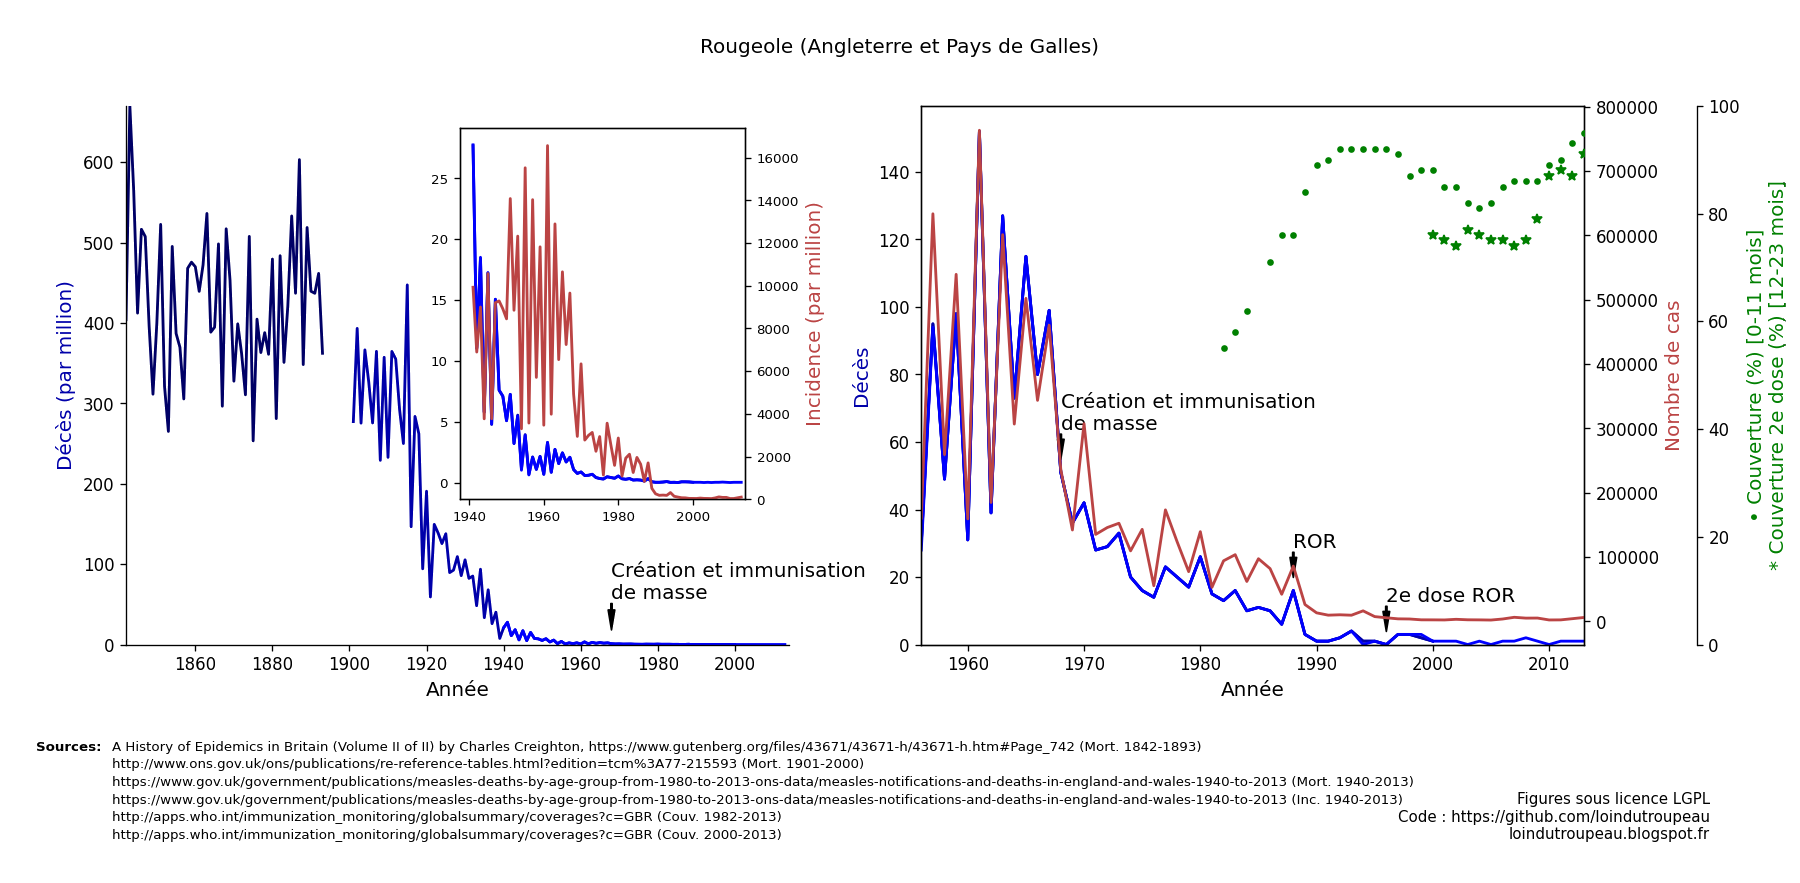 Rougeole (Angleterre et Pays de Galles)
Décès (par million)
600
500
400
300
200
100
0
1860 1880 1900 1920 1940 1960 1980 2000
Année
25
20
15
10
5
0
1940 1960 1980 2000
16000
14000
12000
10000
8000
6000
4000
2000
0
Incidence (par million)
Création et immunisation
de masse
Décès
140
120
100
80
60
40
20
0
1960 1970 1980 1990 2000 2010
Année
Création et immunisation
de masse
ROR
2e dose ROR
800000
700000
600000
500000
400000
300000
200000
100000
0
Nombre de cas
100
80
60
40
20
0
• Couverture (%) [0-11 mois]
* Couverture 2e dose (%) [12-23 mois]
Sources: A History of Epidemics in Britain (Volume II of II) by Charles Creighton, https://www.gutenberg.org/files/43671/43671-h/43671-h.htm#Page_742 (Mort. 1842-1893)
http://www.ons.gov.uk/ons/publications/re-reference-tables.html?edition=tcm%3A77-215593 (Mort. 1901-2000)
https://www.gov.uk/government/publications/measles-deaths-by-age-group-from-1980-to-2013-ons-data/measles-notifications-and-deaths-in-england-and-wales-1940-to-2013 (Mort. 1940-2013)
https://www.gov.uk/government/publications/measles-deaths-by-age-group-from-1980-to-2013-ons-data/measles-notifications-and-deaths-in-england-and-wales-1940-to-2013 (Inc. 1940-2013)
http://apps.who.int/immunization_monitoring/globalsummary/coverages?c=GBR (Couv. 1982-2013)
http://apps.who.int/immunization_monitoring/globalsummary/coverages?c=GBR (Couv. 2000-2013)
Figures sous licence LGPL
Code : https://github.com/loindutroupeau
loindutroupeau.blogspot.fr